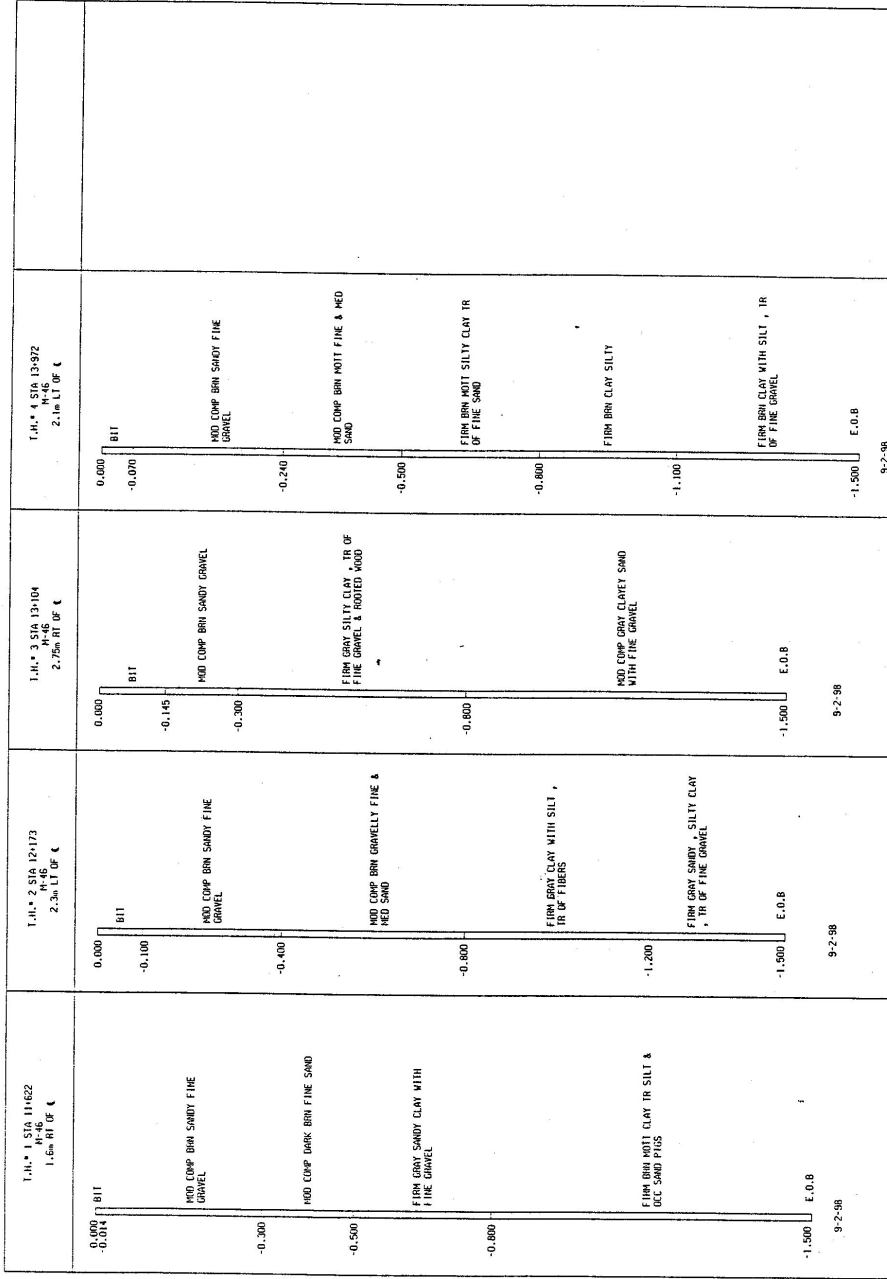 T.H.# 1 STA 11+622
M-46
1.6m RT OF ℄
0.000
-0.014
BIT
MOD COMP BRN SANDY FINE
GRAVEL
-0.300
MOD COMP DARK BRN FINE SAND
-0.500
FIRM GRAY SANDY CLAY WITH
FINE GRAVEL
-0.800
FIRM BRN MOTT CLAY TR SILT &
OCC SAND PTGS
-1.500
E.O.B
9-2-98
T.H.# 2 STA 12+173
M-46
2.3m LT OF ℄
0.000
BIT
-0.100
MOD COMP BRN SANDY FINE
GRAVEL
-0.400
MOD COMP BRN GRAVELLY FINE &
MED SAND
-0.800
FIRM GRAY CLAY WITH SILT ,
TR OF FIBERS
-1.200
FIRM GRAY SANDY , SILTY CLAY
, TR OF FINE GRAVEL
-1.500
E.O.B
9-2-98
T.H.# 3 STA 13+104
M-46
2.75m RT OF ℄
0.000
BIT
-0.145
MOD COMP BRN SANDY GRAVEL
-0.300
FIRM GRAY SILTY CLAY , TR OF
FINE GRAVEL & ROOTED WOOD
-0.800
MOD COMP GRAY CLAYEY SAND
WITH FINE GRAVEL
-1.500
E.O.B
9-2-98
T.H.# 4 STA 13+972
M-46
2.1m LT OF ℄
0.000
BIT
-0.070
MOD COMP BRN SANDY FINE
GRAVEL
-0.240
MOD COMP BRN MOTT FINE & MED
SAND
-0.500
FIRM BRN MOTT SILTY CLAY TR
OF FINE SAND
-0.800
FIRM BRN CLAY SILTY
-1.100
FIRM BRN CLAY WITH SILT , TR
OF FINE GRAVEL
-1.500
E.O.B
9-2-98